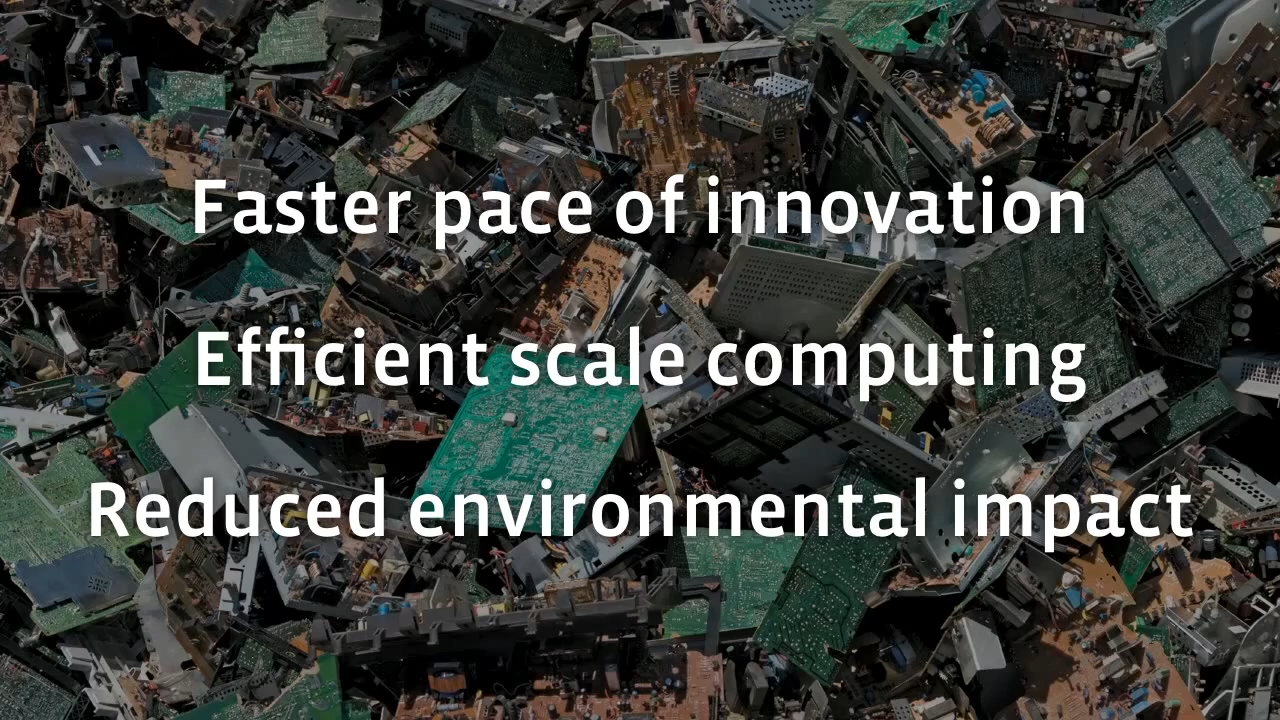 Faster pace of innovation
Efficient scale computing
Reduced environmental impact